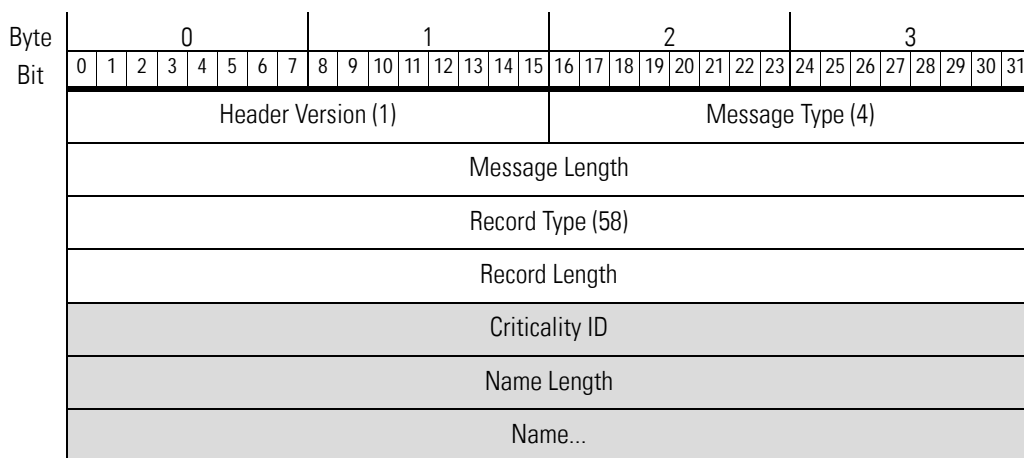 Byte 0 1 2 3
Bit 0 1 2 3 4 5 6 7 8 9 10 11 12 13 14 15 16 17 18 19 20 21 22 23 24 25 26 27 28 29 30 31
Header Version (1) Message Type (4)
Message Length
Record Type (58)
Record Length
Criticality ID
Name Length
Name...